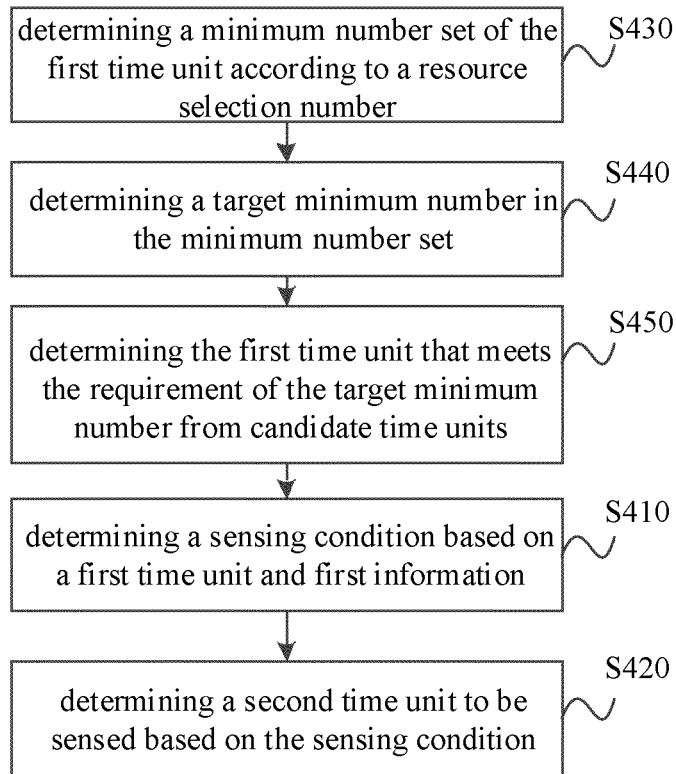 determining a minimum number set of the
first time unit according to a resource
selection number
S430
determining a target minimum number in
the minimum number set
S440
determining the first time unit that meets
the requirement of the target minimum
number from candidate time units
S450
determining a sensing condition based on
a first time unit and first information
S410
determining a second time unit to be
sensed based on the sensing condition
S420